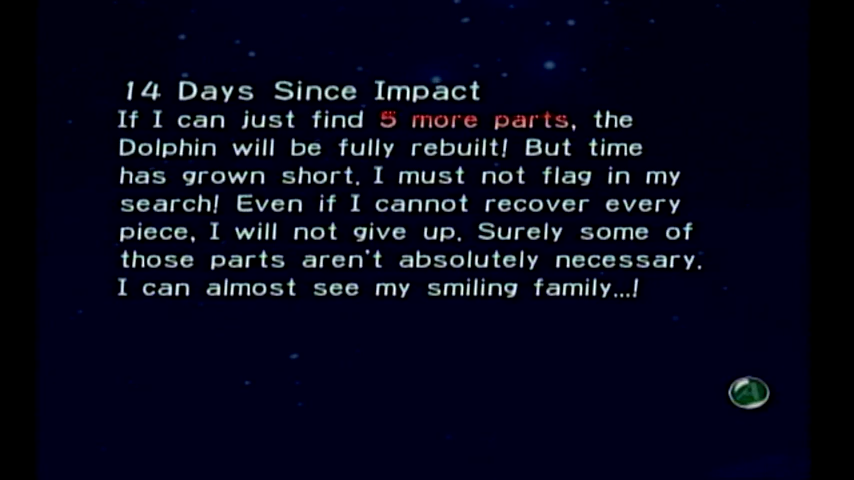 14 Days Since Impact
If I can just find 5 more parts, the
Dolphin will be fully rebuilt! But time
has grown short. I must not flag in my
search! Even if I cannot recover every
piece, I will not give up. Surely some of
those parts aren't absolutely necessary.
I can almost see my smiling family...!
A